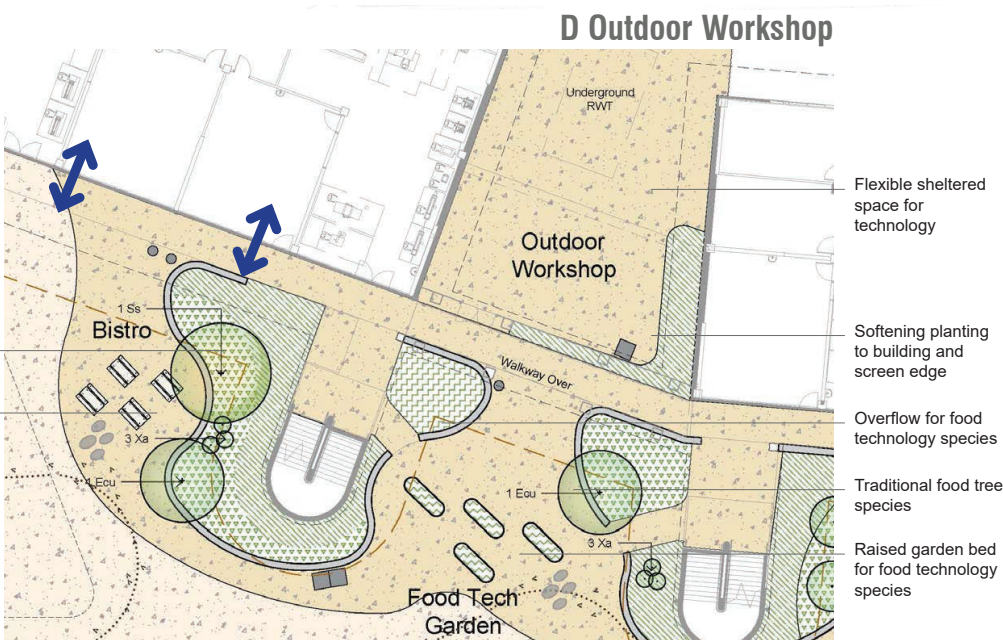 D Outdoor Workshop
Underground
RWT
Flexible sheltered
space for
technology
Outdoor
Workshop
1 Ss
Bistro
Softening planting
to building and
screen edge
Walkway Over
Overflow for food
technology species
3 Xa
1 Ecu
1 Ecu
Traditional food tree
species
3 Xa
Raised garden bed
for food technology
species
Food Tech
Garden